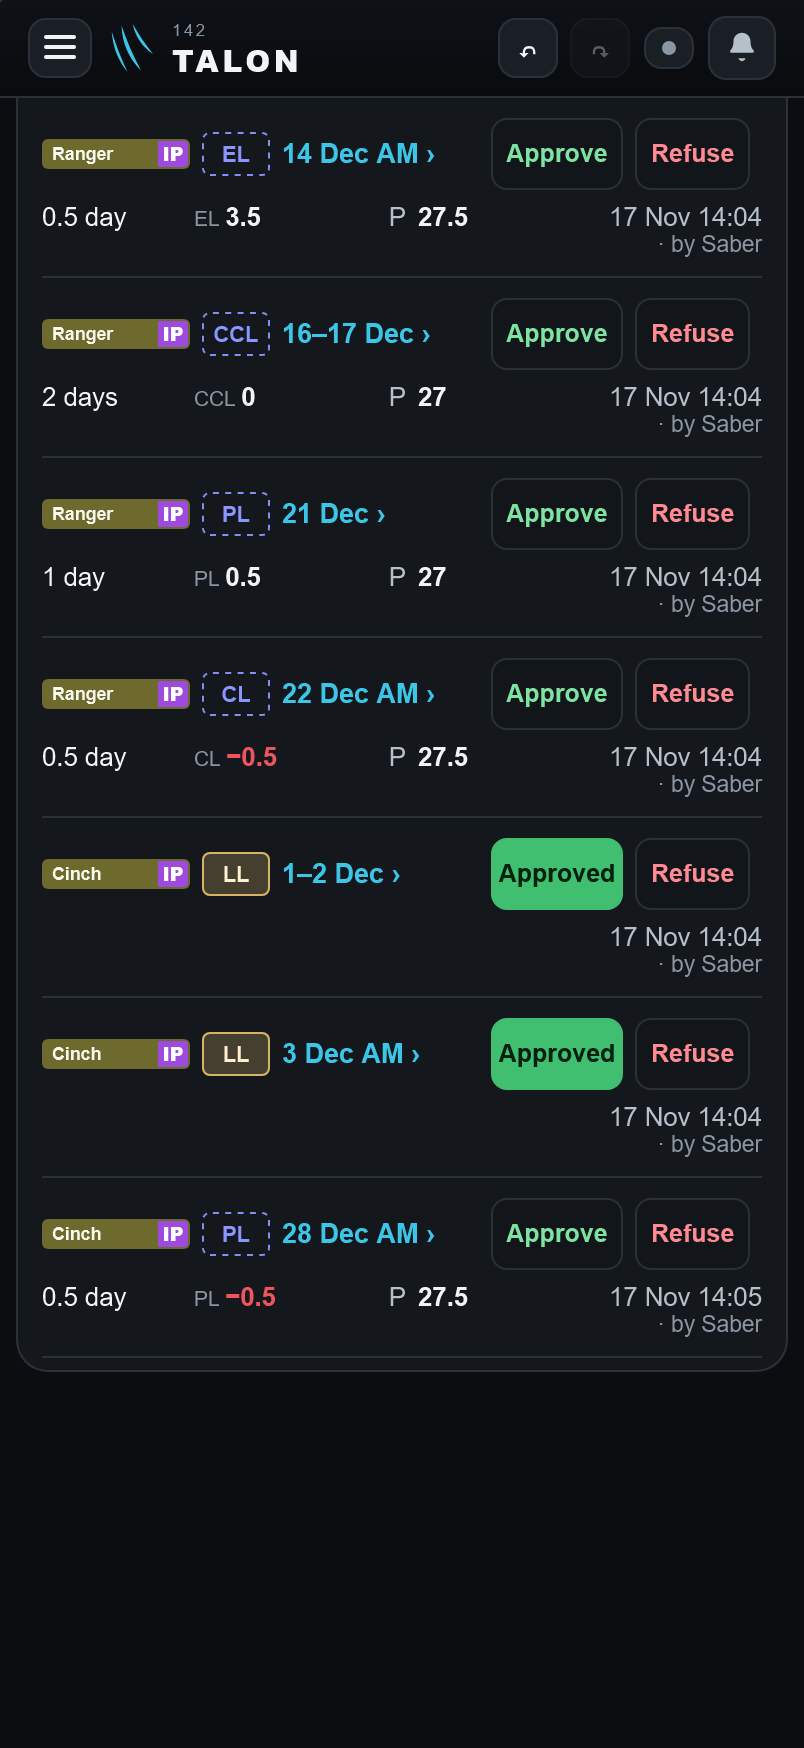 142
TALON
Ranger IP EL 14 Dec AM › Approve Refuse
0.5 day EL 3.5 P 27.5 17 Nov 14:04
· by Saber
Ranger IP CCL 16–17 Dec › Approve Refuse
2 days CCL 0 P 27 17 Nov 14:04
· by Saber
Ranger IP PL 21 Dec › Approve Refuse
1 day PL 0.5 P 27 17 Nov 14:04
· by Saber
Ranger IP CL 22 Dec AM › Approve Refuse
0.5 day CL −0.5 P 27.5 17 Nov 14:04
· by Saber
Cinch IP LL 1–2 Dec › Approved Refuse
17 Nov 14:04
· by Saber
Cinch IP LL 3 Dec AM › Approved Refuse
17 Nov 14:04
· by Saber
Cinch IP PL 28 Dec AM › Approve Refuse
0.5 day PL −0.5 P 27.5 17 Nov 14:05
· by Saber